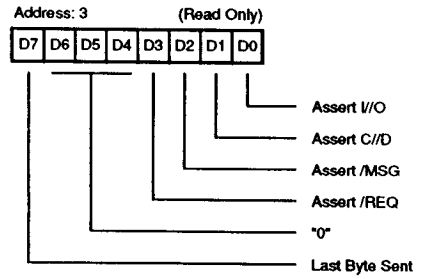 Address: 3 (Read Only)
D7 D6 D5 D4 D3 D2 D1 D0
Assert I//O
Assert C//D
Assert /MSG
Assert /REQ
"0"
Last Byte Sent